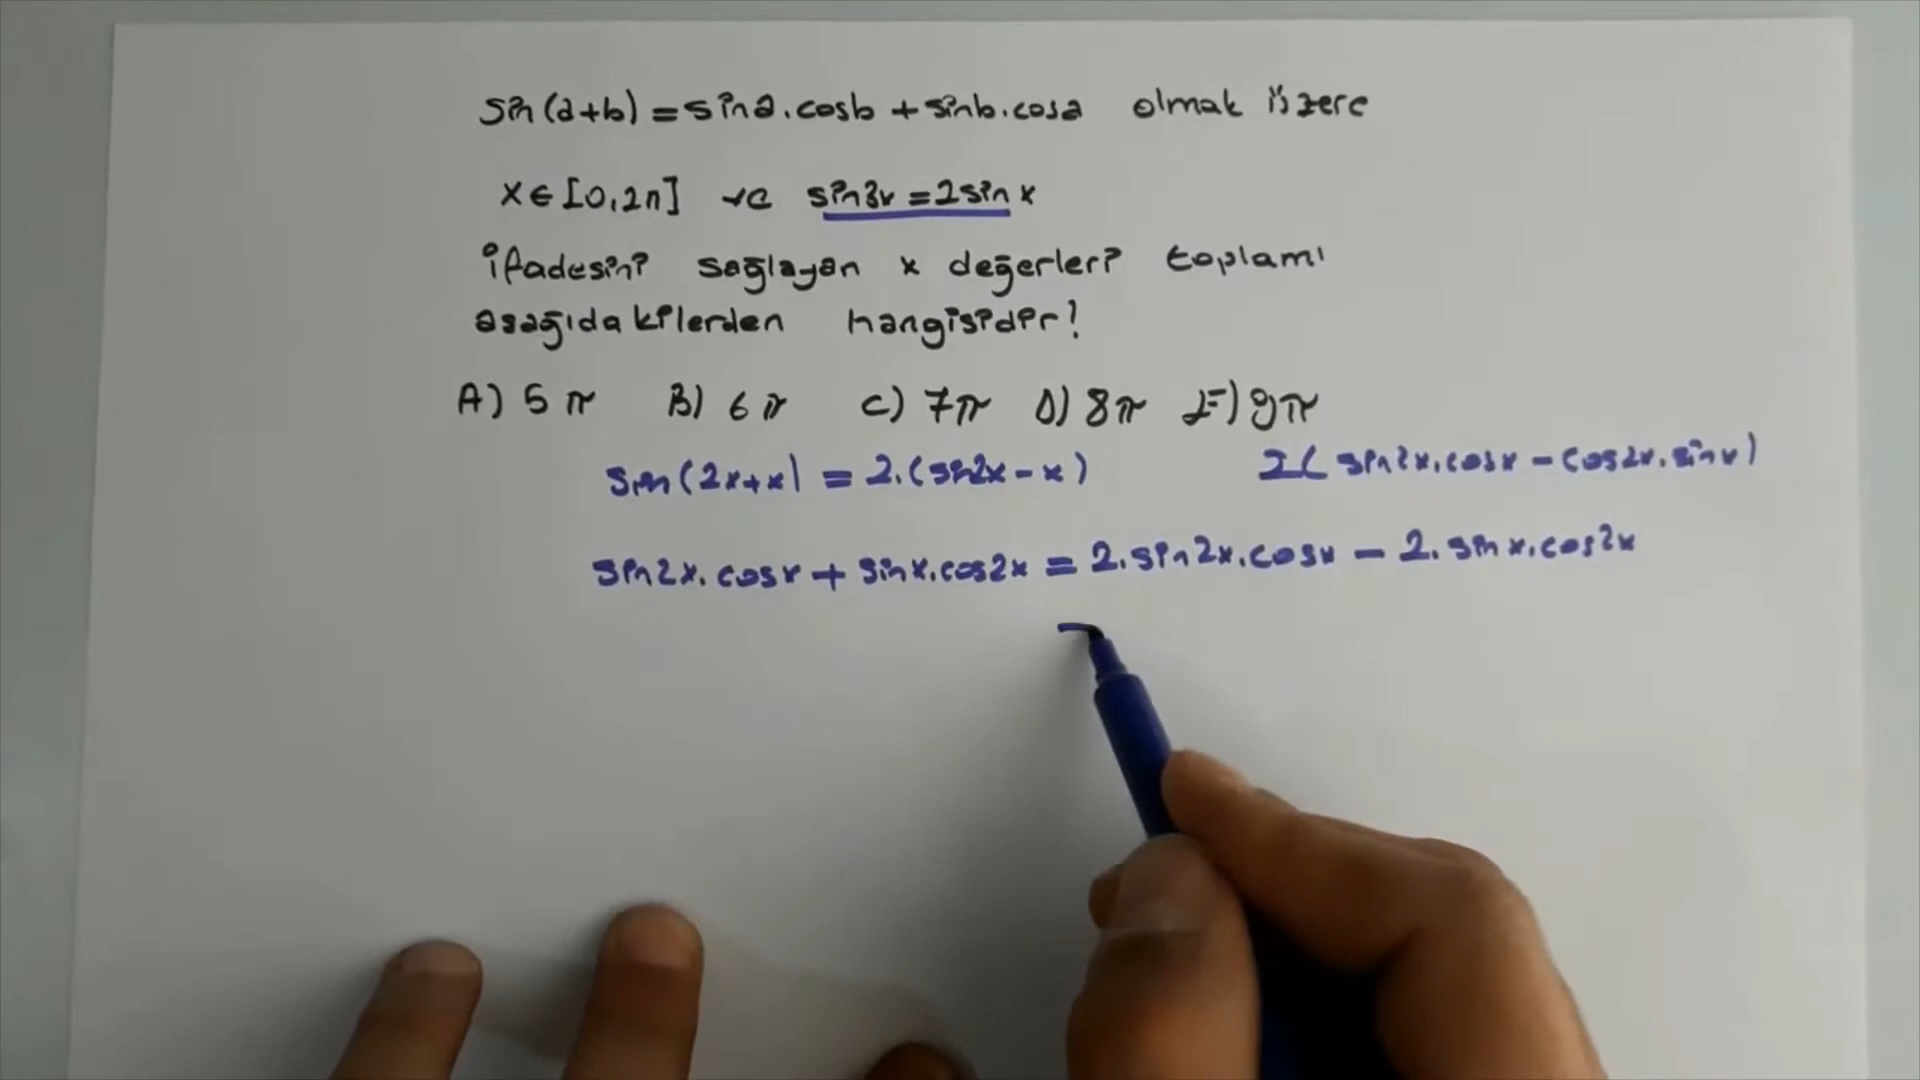 sin(a+b)=sina.cosb+sinb.cosa olmak üzere
x∈[0,2π] ve sin3x=2sinx
ifadesini sağlayan x değerleri toplamı
aşağıdakilerden hangisidir?
A) 5π B) 6π C) 7π D) 8π E) 9π
sin(2x+x) = 2.(sin2x-x) 2( sin2x.cosx - cos2x.sinx)
sin2x.cosx + sinx.cos2x = 2.sin2x.cosx - 2.sinx.cos2x